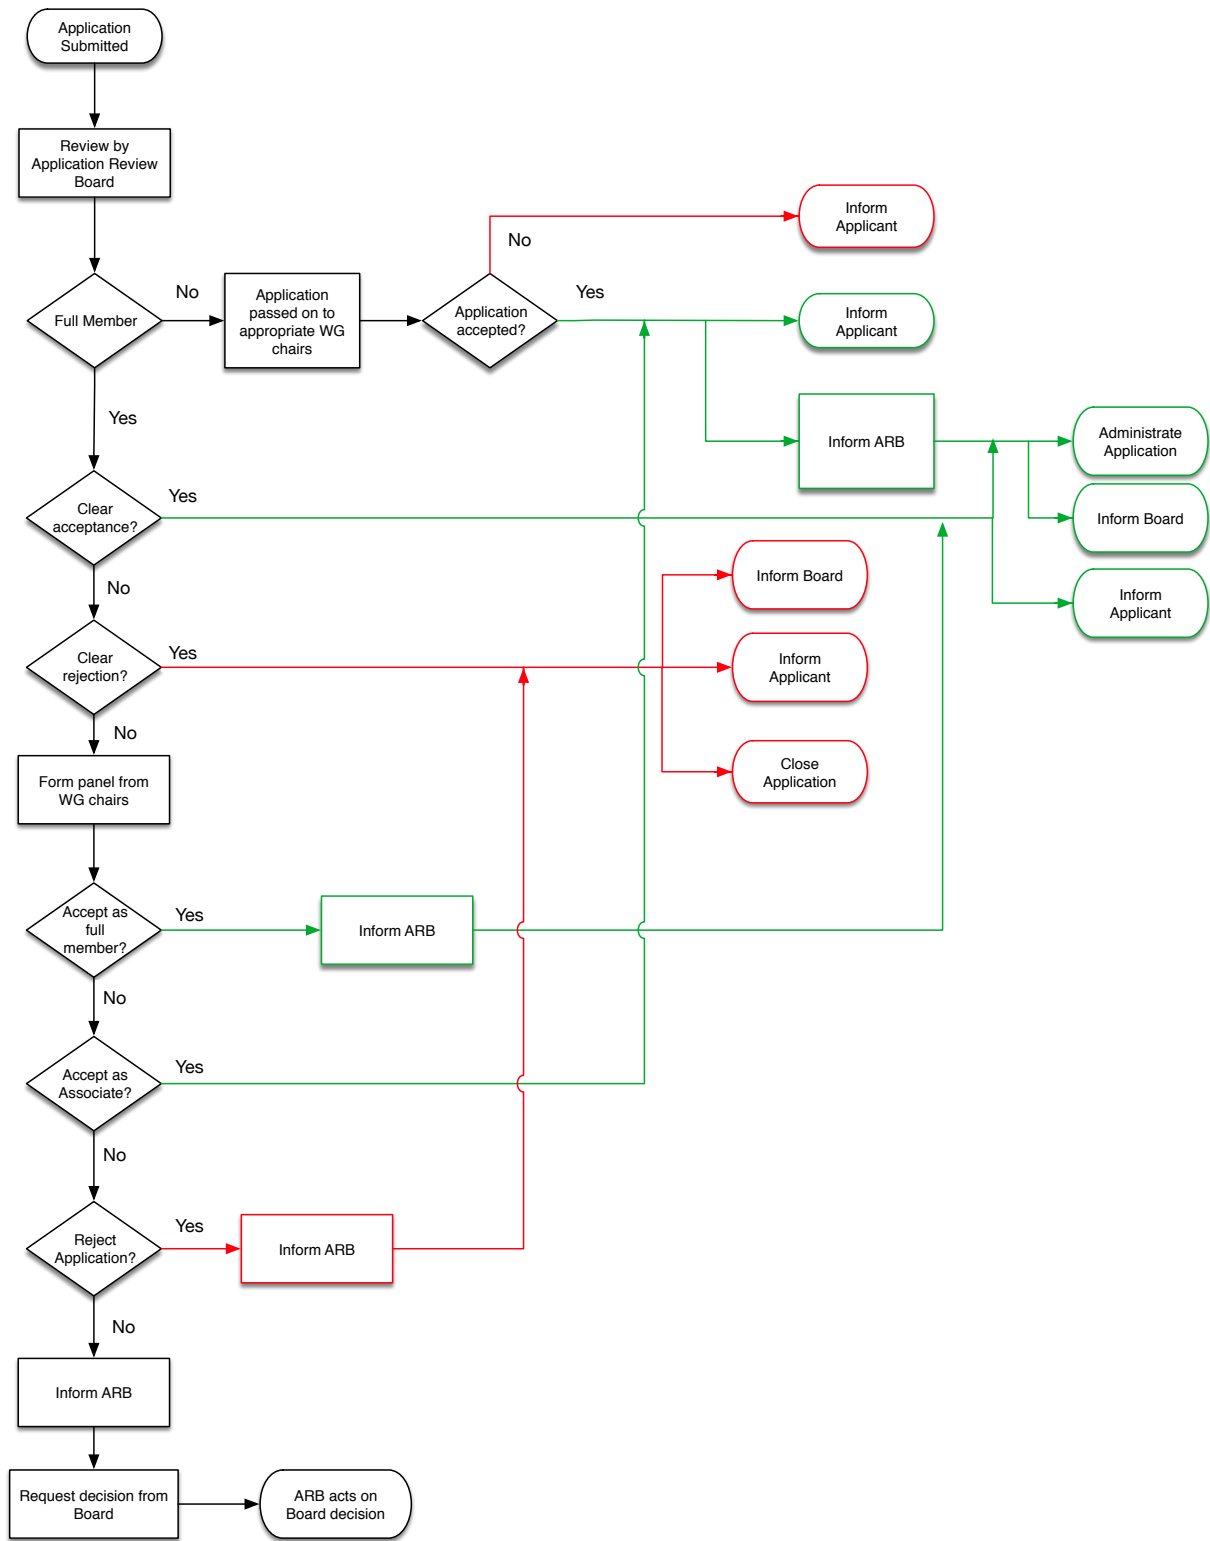 Application
Submitted
Review by
Application Review
Board
Full Member
No
Application
passed on to
appropriate WG
chairs
Application
accepted?
No
Inform
Applicant
Yes
Inform
Applicant
Inform ARB
Administrate
Application
Inform Board
Inform
Applicant
Yes
Clear
acceptance?
Yes
No
Clear
rejection?
Yes
Inform Board
Inform
Applicant
Close
Application
No
Form panel from
WG chairs
Accept as
full
member?
Yes
Inform ARB
No
Accept as
Associate?
Yes
No
Reject
Application?
Yes
Inform ARB
No
Inform ARB
Request decision from
Board
ARB acts on
Board decision